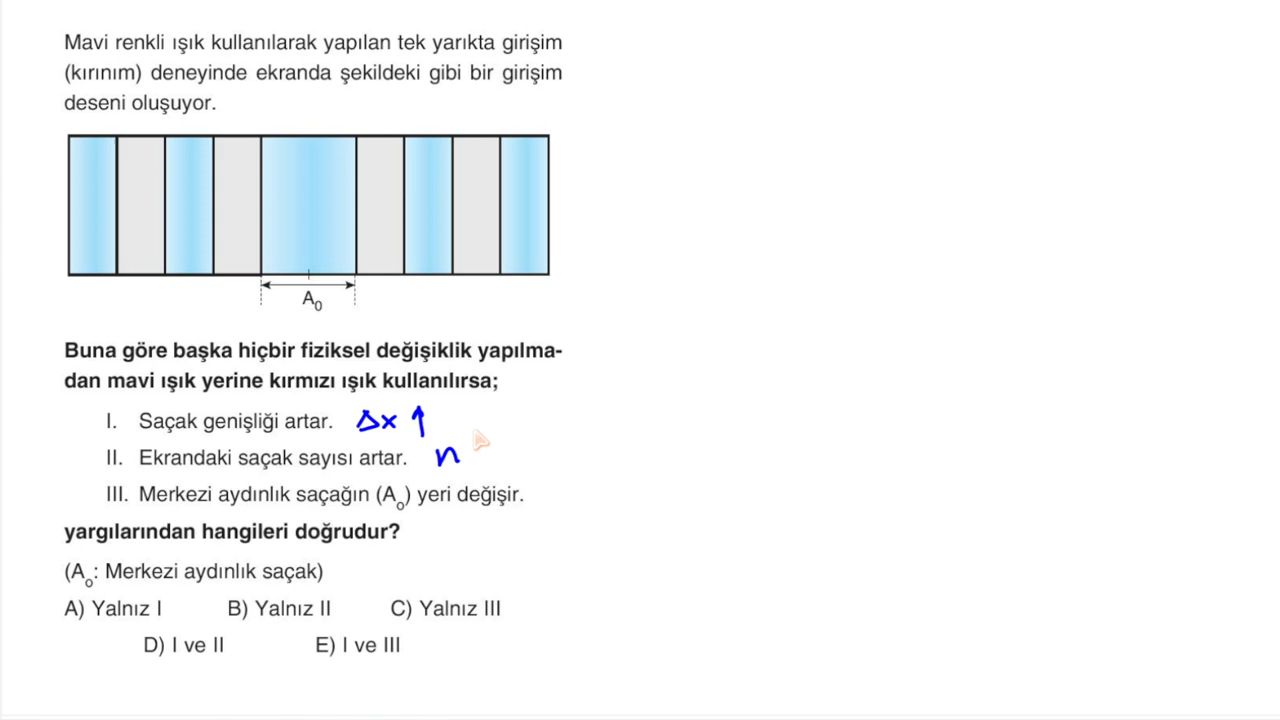 Mavi renkli ışık kullanılarak yapılan tek yarıkta girişim
(kırınım) deneyinde ekranda şekildeki gibi bir girişim
deseni oluşuyor.
A₀
Buna göre başka hiçbir fiziksel değişiklik yapılma-
dan mavi ışık yerine kırmızı ışık kullanılırsa;
I. Saçak genişliği artar. Δx ↑
II. Ekrandaki saçak sayısı artar. n
III. Merkezi aydınlık saçağın (Aₒ) yeri değişir.
yargılarından hangileri doğrudur?
(Aₒ: Merkezi aydınlık saçak)
A) Yalnız I B) Yalnız II C) Yalnız III
D) I ve II E) I ve III